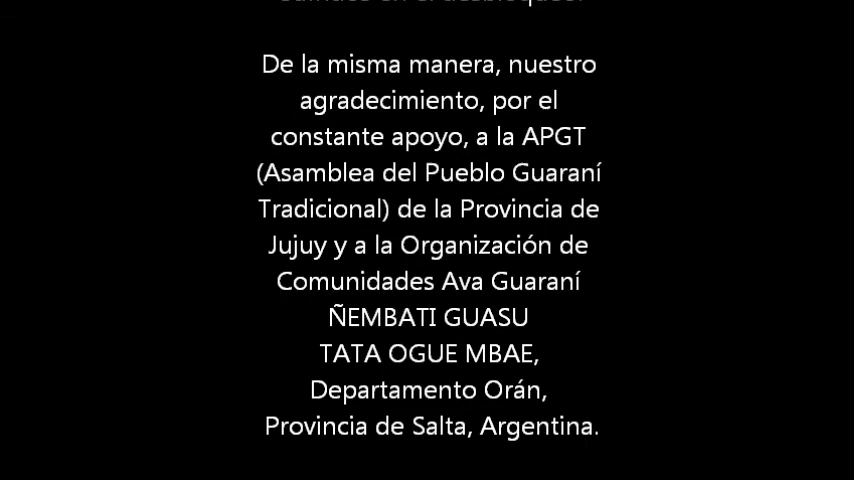 De la misma manera, nuestro
agradecimiento, por el
constante apoyo, a la APGT
(Asamblea del Pueblo Guaraní
Tradicional) de la Provincia de
Jujuy y a la Organización de
Comunidades Ava Guaraní
ÑEMBATI GUASU
TATA OGUE MBAE,
Departamento Orán,
Provincia de Salta, Argentina.